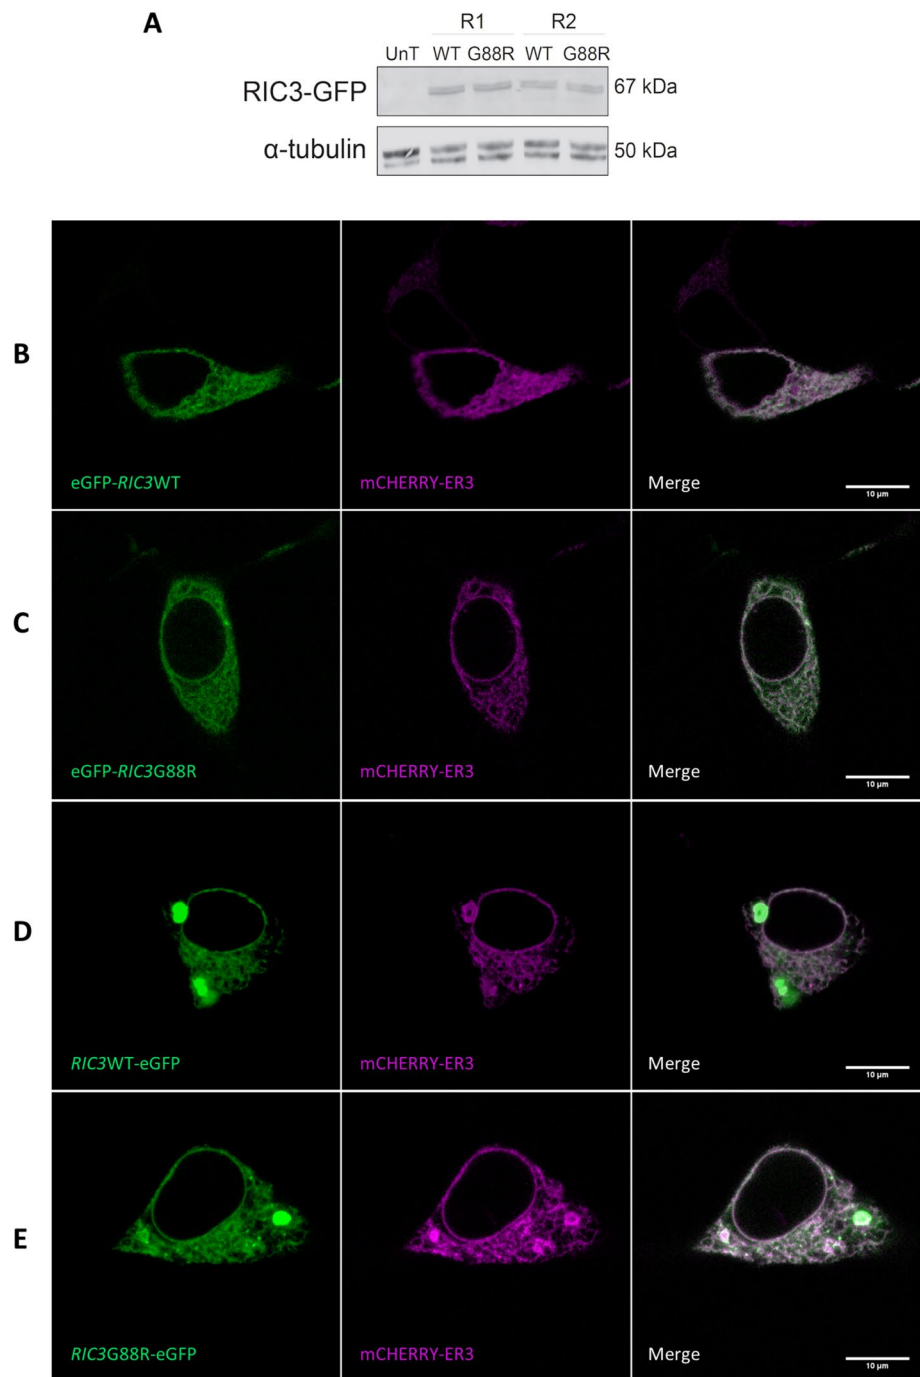 A
R1 R2
UnT WT G88R WT G88R
RIC3-GFP 67 kDa
α-tubulin 50 kDa
B
eGFP-RIC3WT mCHERRY-ER3 Merge 10 μm
C
eGFP-RIC3G88R mCHERRY-ER3 Merge 10 μm
D
RIC3WT-eGFP mCHERRY-ER3 Merge 10 μm
E
RIC3G88R-eGFP mCHERRY-ER3 Merge 10 μm